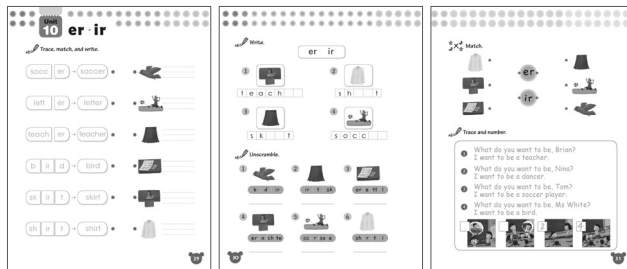 Unit
10 er · ir
Trace, match, and write.
socc er → soccer
lett er → letter
teach er → teacher
b ir d → bird
sk ir t → skirt
sh ir t → shirt
29
Write.
er ir
1 2
t e a c h
s h t
3 4
s k t
s o c c
Unscramble.
1 2 3
b d ir
ir t sk
4 5 6
sh r t i
30
Match.
er
ir
Trace and number.
1 What do you want to be, Brian?
I want to be a teacher.
2 What do you want to be, Nina?
I want to be a dancer.
3 What do you want to be, Tom?
I want to be a soccer player.
4 What do you want to be, Ms White?
I want to be a bird.
2 4
31